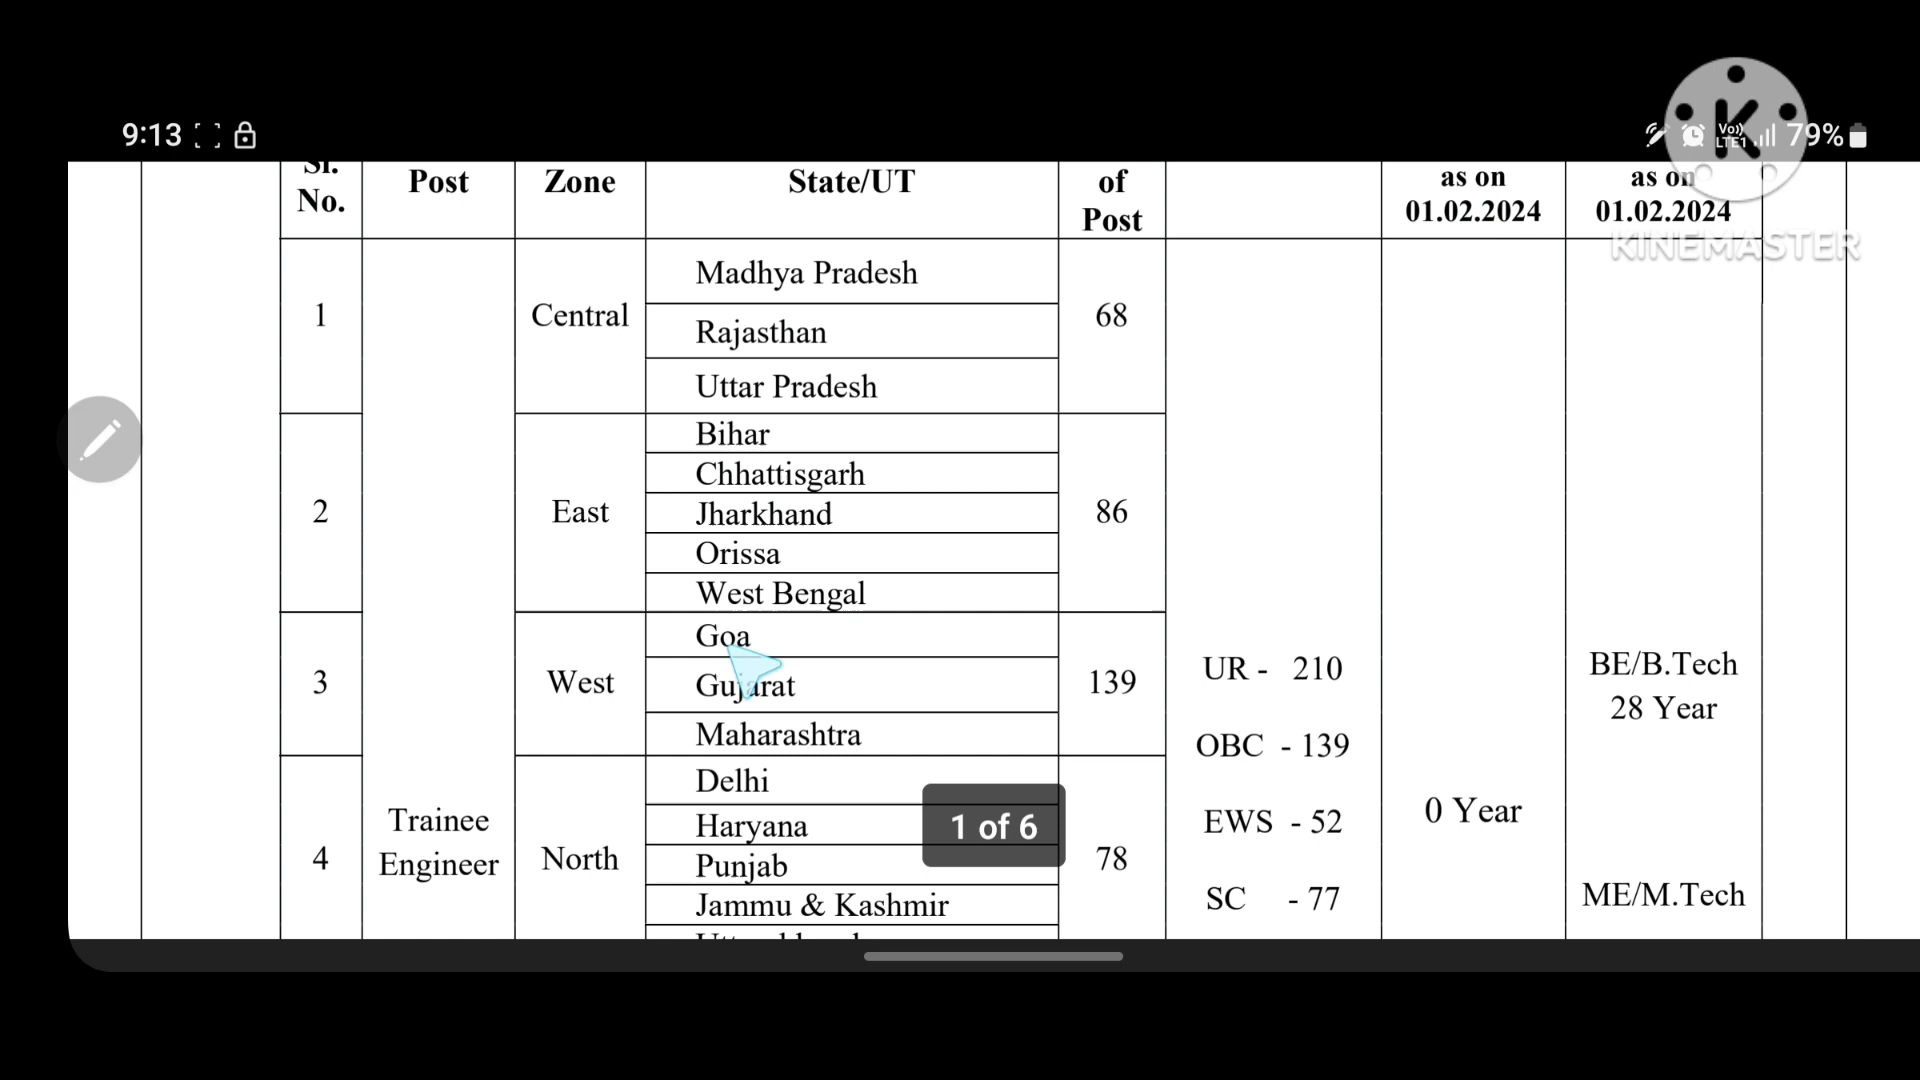 9:13
Vo)) LTE1 79%
KINEMASTER
Sl. No. Post Zone State/UT of Post as on 01.02.2024 as on 01.02.2024
1 Central 68
Madhya Pradesh
Rajasthan
Uttar Pradesh
2 East 86
Bihar
Chhattisgarh
Jharkhand
Orissa
West Bengal
3 West 139
Goa
Gujarat
Maharashtra
4 North 78
Delhi
Haryana
Punjab
Jammu & Kashmir
Trainee
Engineer
UR - 210
OBC - 139
EWS - 52
SC - 77
0 Year
BE/B.Tech
28 Year
ME/M.Tech
1 of 6